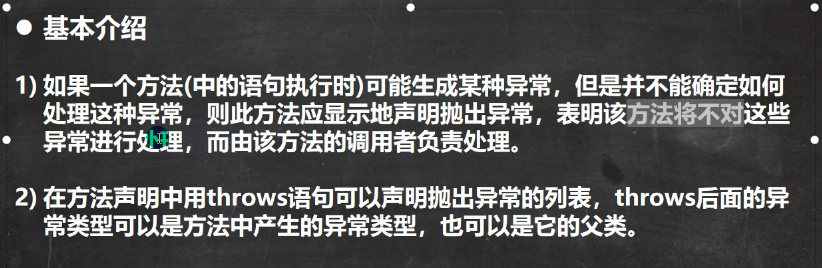 ● 基本介绍
1) 如果一个方法(中的语句执行时)可能生成某种异常，但是并不能确定如何
处理这种异常，则此方法应显示地声明抛出异常，表明该方法将不对这些
异常进行处理，而由该方法的调用者负责处理。
2) 在方法声明中用throws语句可以声明抛出异常的列表，throws后面的异
常类型可以是方法中产生的异常类型，也可以是它的父类。